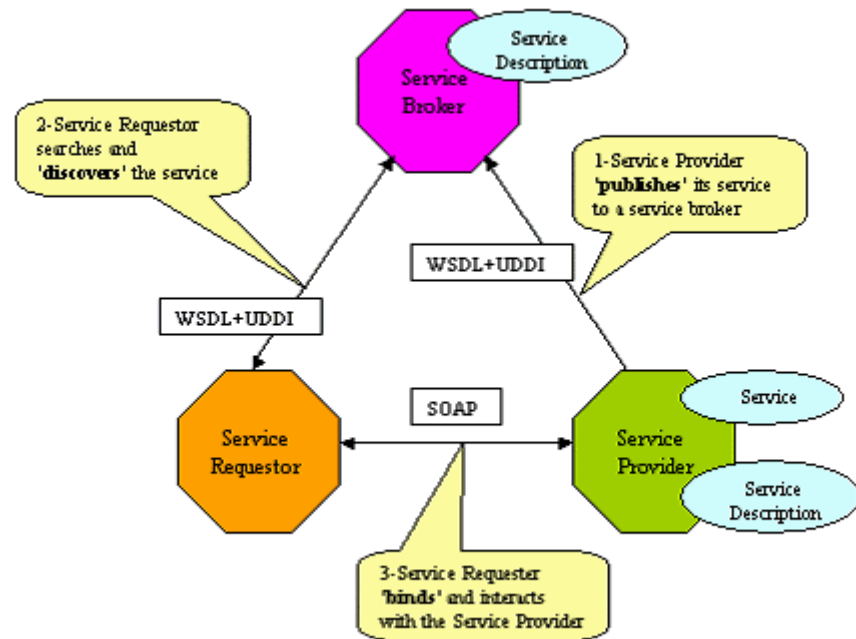 Service
Description
Service
Broker
2-Service Requestor
searches and
'discovers' the service
1-Service Provider
'publishes' its service
to a service broker
WSDL+UDDI
WSDL+UDDI
SOAP
Service
Requestor
Service
Provider
Service
Service
Description
3-Service Requester
'binds' and interacts
with the Service Provider